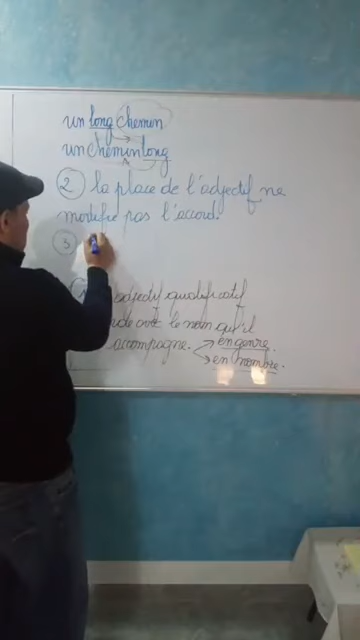 un long chemin
un chemin long
② la place de l'adjectif ne
modifie pas l'accord.
③
adjectif qualificatif
avec le nom qu'il
accompagne. en genre.
en nombre.